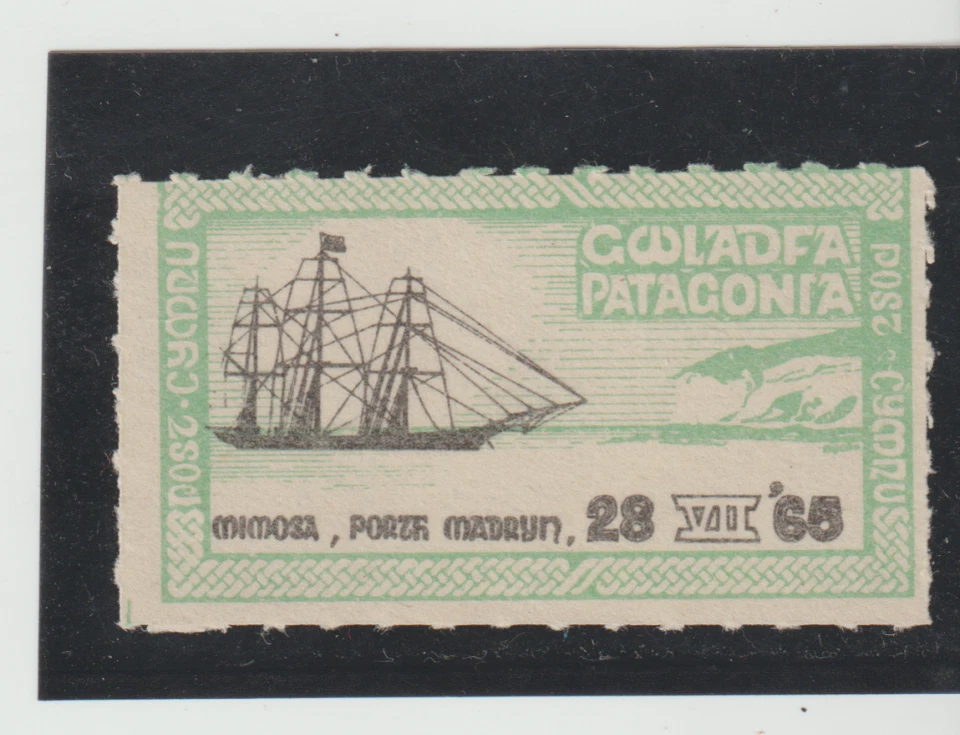 GWLADFA
PATAGONIA
POST · CYMRU
POST · CYMRU
MIMOSA, PORTH MADRYN, 28 VII '65